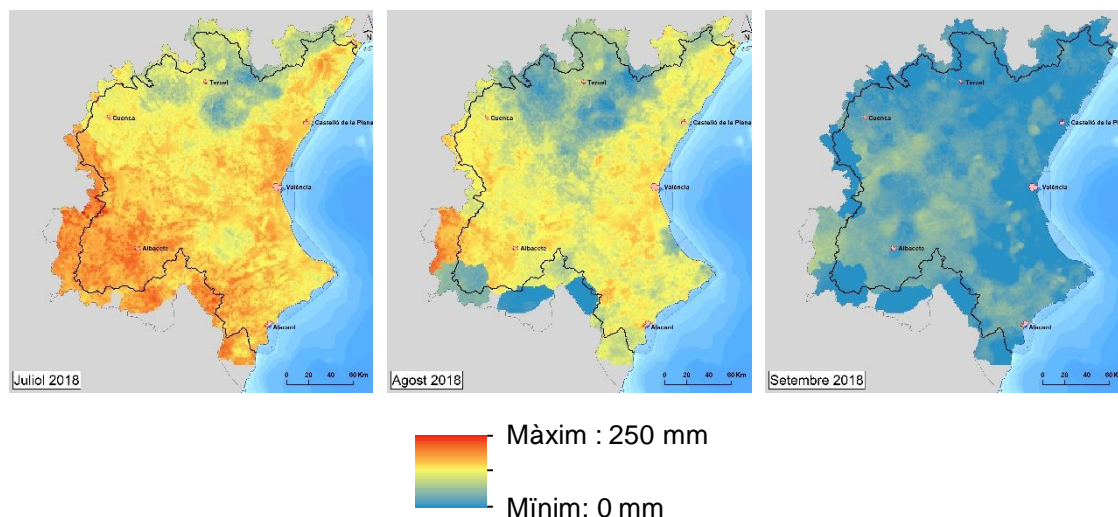 N
Teruel
Cuenca
Castelló de la Plana
València
Albacete
Alacant
Juliol 2018
0 20 40 60 Km
N
Teruel
Cuenca
Castelló de la Plana
València
Albacete
Alacant
Agost 2018
0 20 40 60 Km
Teruel
Cuenca
Castelló de la Plana
València
Albacete
Alacant
Setembre 2018
0 20 40 60 K
Màxim : 250 mm
Mïnim: 0 mm